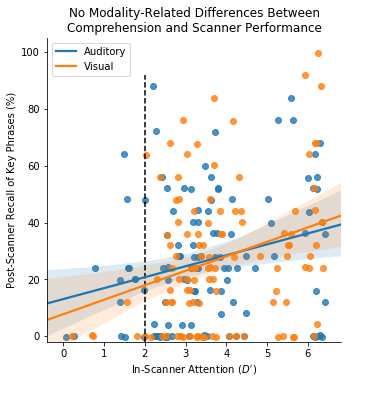 No Modality-Related Differences Between
Comprehension and Scanner Performance
Auditory
Visual
Post-Scanner Recall of Key Phrases (%)
100
80
60
40
20
0
0 1 2 3 4 5 6
In-Scanner Attention (D′)